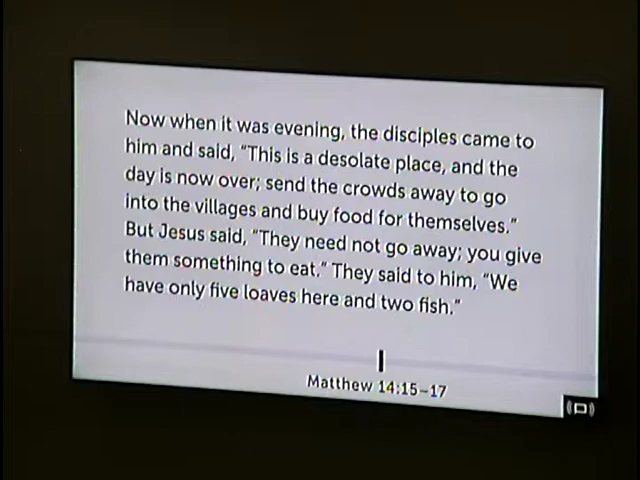 Now when it was evening, the disciples came to
him and said, “This is a desolate place, and the
day is now over; send the crowds away to go
into the villages and buy food for themselves.”
But Jesus said, “They need not go away; you give
them something to eat.” They said to him, “We
have only five loaves here and two fish.”
Matthew 14:15–17